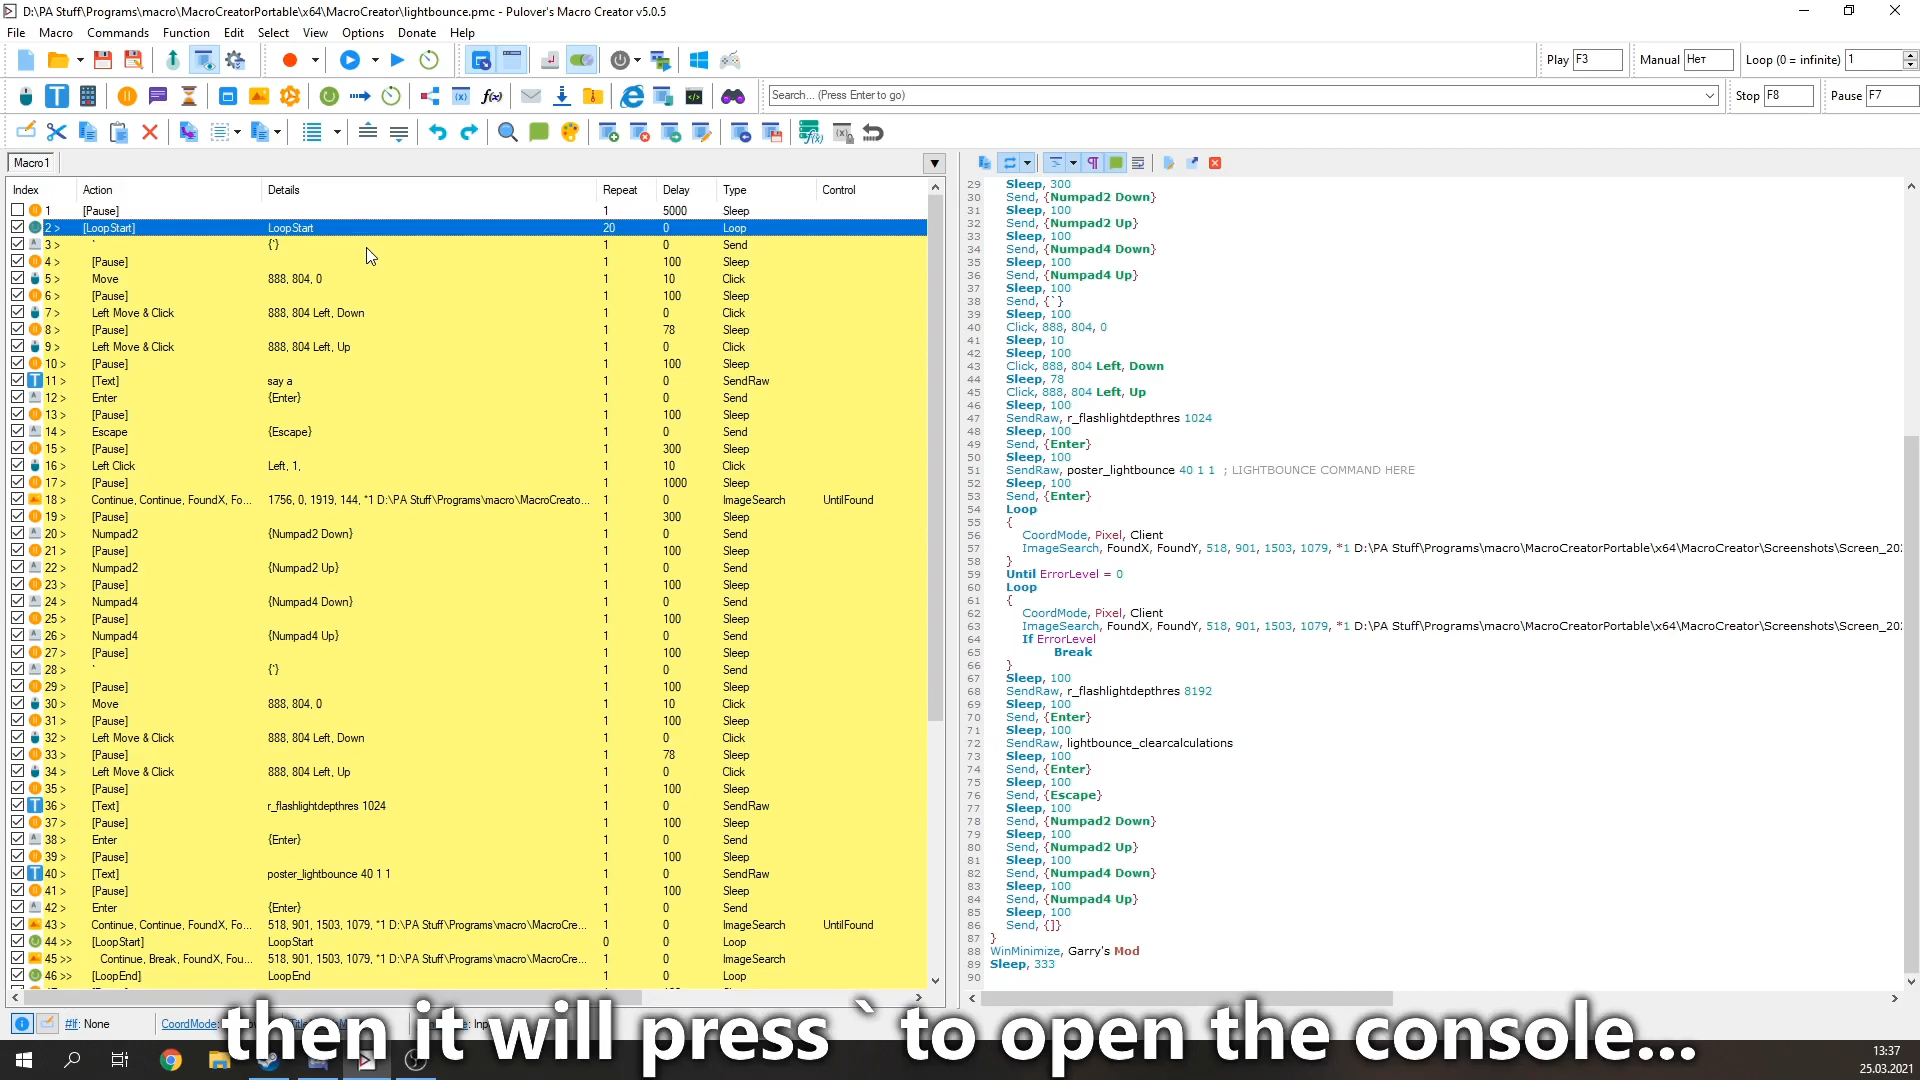 D:\PA Stuff\Programs\macro\MacroCreatorPortable\x64\MacroCreator\lightbounce.pmc - Pulover's Macro Creator v5.0.5
File Macro Commands Function Edit Select View Options Donate Help
Play F3 Manual Нет Loop (0 = infinite) 1
Search... (Press Enter to go) Stop F8 Pause F7
Macro1
Index Action Details Repeat Delay Type Control
1 [Pause] 1 5000 Sleep
2 > [LoopStart] LoopStart 20 0 Loop
3 > ` {`} 1 0 Send
4 > [Pause] 1 100 Sleep
5 > Move 888, 804, 0 1 10 Click
6 > [Pause] 1 100 Sleep
7 > Left Move & Click 888, 804 Left, Down 1 0 Click
8 > [Pause] 1 78 Sleep
9 > Left Move & Click 888, 804 Left, Up 1 0 Click
10 > [Pause] 1 100 Sleep
11 > [Text] say a 1 0 SendRaw
12 > Enter {Enter} 1 0 Send
13 > [Pause] 1 100 Sleep
14 > Escape {Escape} 1 0 Send
15 > [Pause] 1 300 Sleep
16 > Left Click Left, 1, 1 10 Click
17 > [Pause] 1 1000 Sleep
18 > Continue, Continue, FoundX, Fo... 1756, 0, 1919, 144, *1 D:\PA Stuff\Programs\macro\MacroCreato... 1 0 ImageSearch UntilFound
19 > [Pause] 1 300 Sleep
20 > Numpad2 {Numpad2 Down} 1 0 Send
21 > [Pause] 1 100 Sleep
22 > Numpad2 {Numpad2 Up} 1 0 Send
23 > [Pause] 1 100 Sleep
24 > Numpad4 {Numpad4 Down} 1 0 Send
25 > [Pause] 1 100 Sleep
26 > Numpad4 {Numpad4 Up} 1 0 Send
27 > [Pause] 1 100 Sleep
28 > ` {`} 1 0 Send
29 > [Pause] 1 100 Sleep
30 > Move 888, 804, 0 1 10 Click
31 > [Pause] 1 100 Sleep
32 > Left Move & Click 888, 804 Left, Down 1 0 Click
33 > [Pause] 1 78 Sleep
34 > Left Move & Click 888, 804 Left, Up 1 0 Click
35 > [Pause] 1 100 Sleep
36 > [Text] r_flashlightdepthres 1024 1 0 SendRaw
37 > [Pause] 1 100 Sleep
38 > Enter {Enter} 1 0 Send
39 > [Pause] 1 100 Sleep
40 > [Text] poster_lightbounce 40 1 1 1 0 SendRaw
41 > [Pause] 1 100 Sleep
42 > Enter {Enter} 1 0 Send
43 > Continue, Continue, FoundX, Fo... 518, 901, 1503, 1079, *1 D:\PA Stuff\Programs\macro\MacroCre... 1 0 ImageSearch UntilFound
44 >> [LoopStart] LoopStart 0 0 Loop
45 >> Continue, Break, FoundX, Fou... 518, 901, 1503, 1079, *1 D:\PA Stuff\Programs\macro\MacroCre... 1 0 ImageSearch
46 >> [LoopEnd] LoopEnd 1 0 Loop
29 Sleep, 300
30 Send, {Numpad2 Down}
31 Sleep, 100
32 Send, {Numpad2 Up}
33 Sleep, 100
34 Send, {Numpad4 Down}
35 Sleep, 100
36 Send, {Numpad4 Up}
37 Sleep, 100
38 Send, {`}
39 Sleep, 100
40 Click, 888, 804, 0
41 Sleep, 10
42 Sleep, 100
43 Click, 888, 804 Left, Down
44 Sleep, 78
45 Click, 888, 804 Left, Up
46 Sleep, 100
47 SendRaw, r_flashlightdepthres 1024
48 Sleep, 100
49 Send, {Enter}
50 Sleep, 100
51 SendRaw, poster_lightbounce 40 1 1 ; LIGHTBOUNCE COMMAND HERE
52 Sleep, 100
53 Send, {Enter}
54 Loop
55 {
56 CoordMode, Pixel, Client
57 ImageSearch, FoundX, FoundY, 518, 901, 1503, 1079, *1 D:\PA Stuff\Programs\macro\MacroCreatorPortable\x64\MacroCreator\Screenshots\Screen_20
58 }
59 Until ErrorLevel = 0
60 Loop
61 {
62 CoordMode, Pixel, Client
63 ImageSearch, FoundX, FoundY, 518, 901, 1503, 1079, *1 D:\PA Stuff\Programs\macro\MacroCreatorPortable\x64\MacroCreator\Screenshots\Screen_20
64 If ErrorLevel
65 Break
66 }
67 Sleep, 100
68 SendRaw, r_flashlightdepthres 8192
69 Sleep, 100
70 Send, {Enter}
71 Sleep, 100
72 SendRaw, lightbounce_clearcalculations
73 Sleep, 100
74 Send, {Enter}
75 Sleep, 100
76 Send, {Escape}
77 Sleep, 100
78 Send, {Numpad2 Down}
79 Sleep, 100
80 Send, {Numpad2 Up}
81 Sleep, 100
82 Send, {Numpad4 Down}
83 Sleep, 100
84 Send, {Numpad4 Up}
85 Sleep, 100
86 Send, {]}
87 }
88 WinMinimize, Garry's Mod
89 Sleep, 333
90
#If: None CoordMode:
then it will press ` to open the console...
13:37
25.03.2021